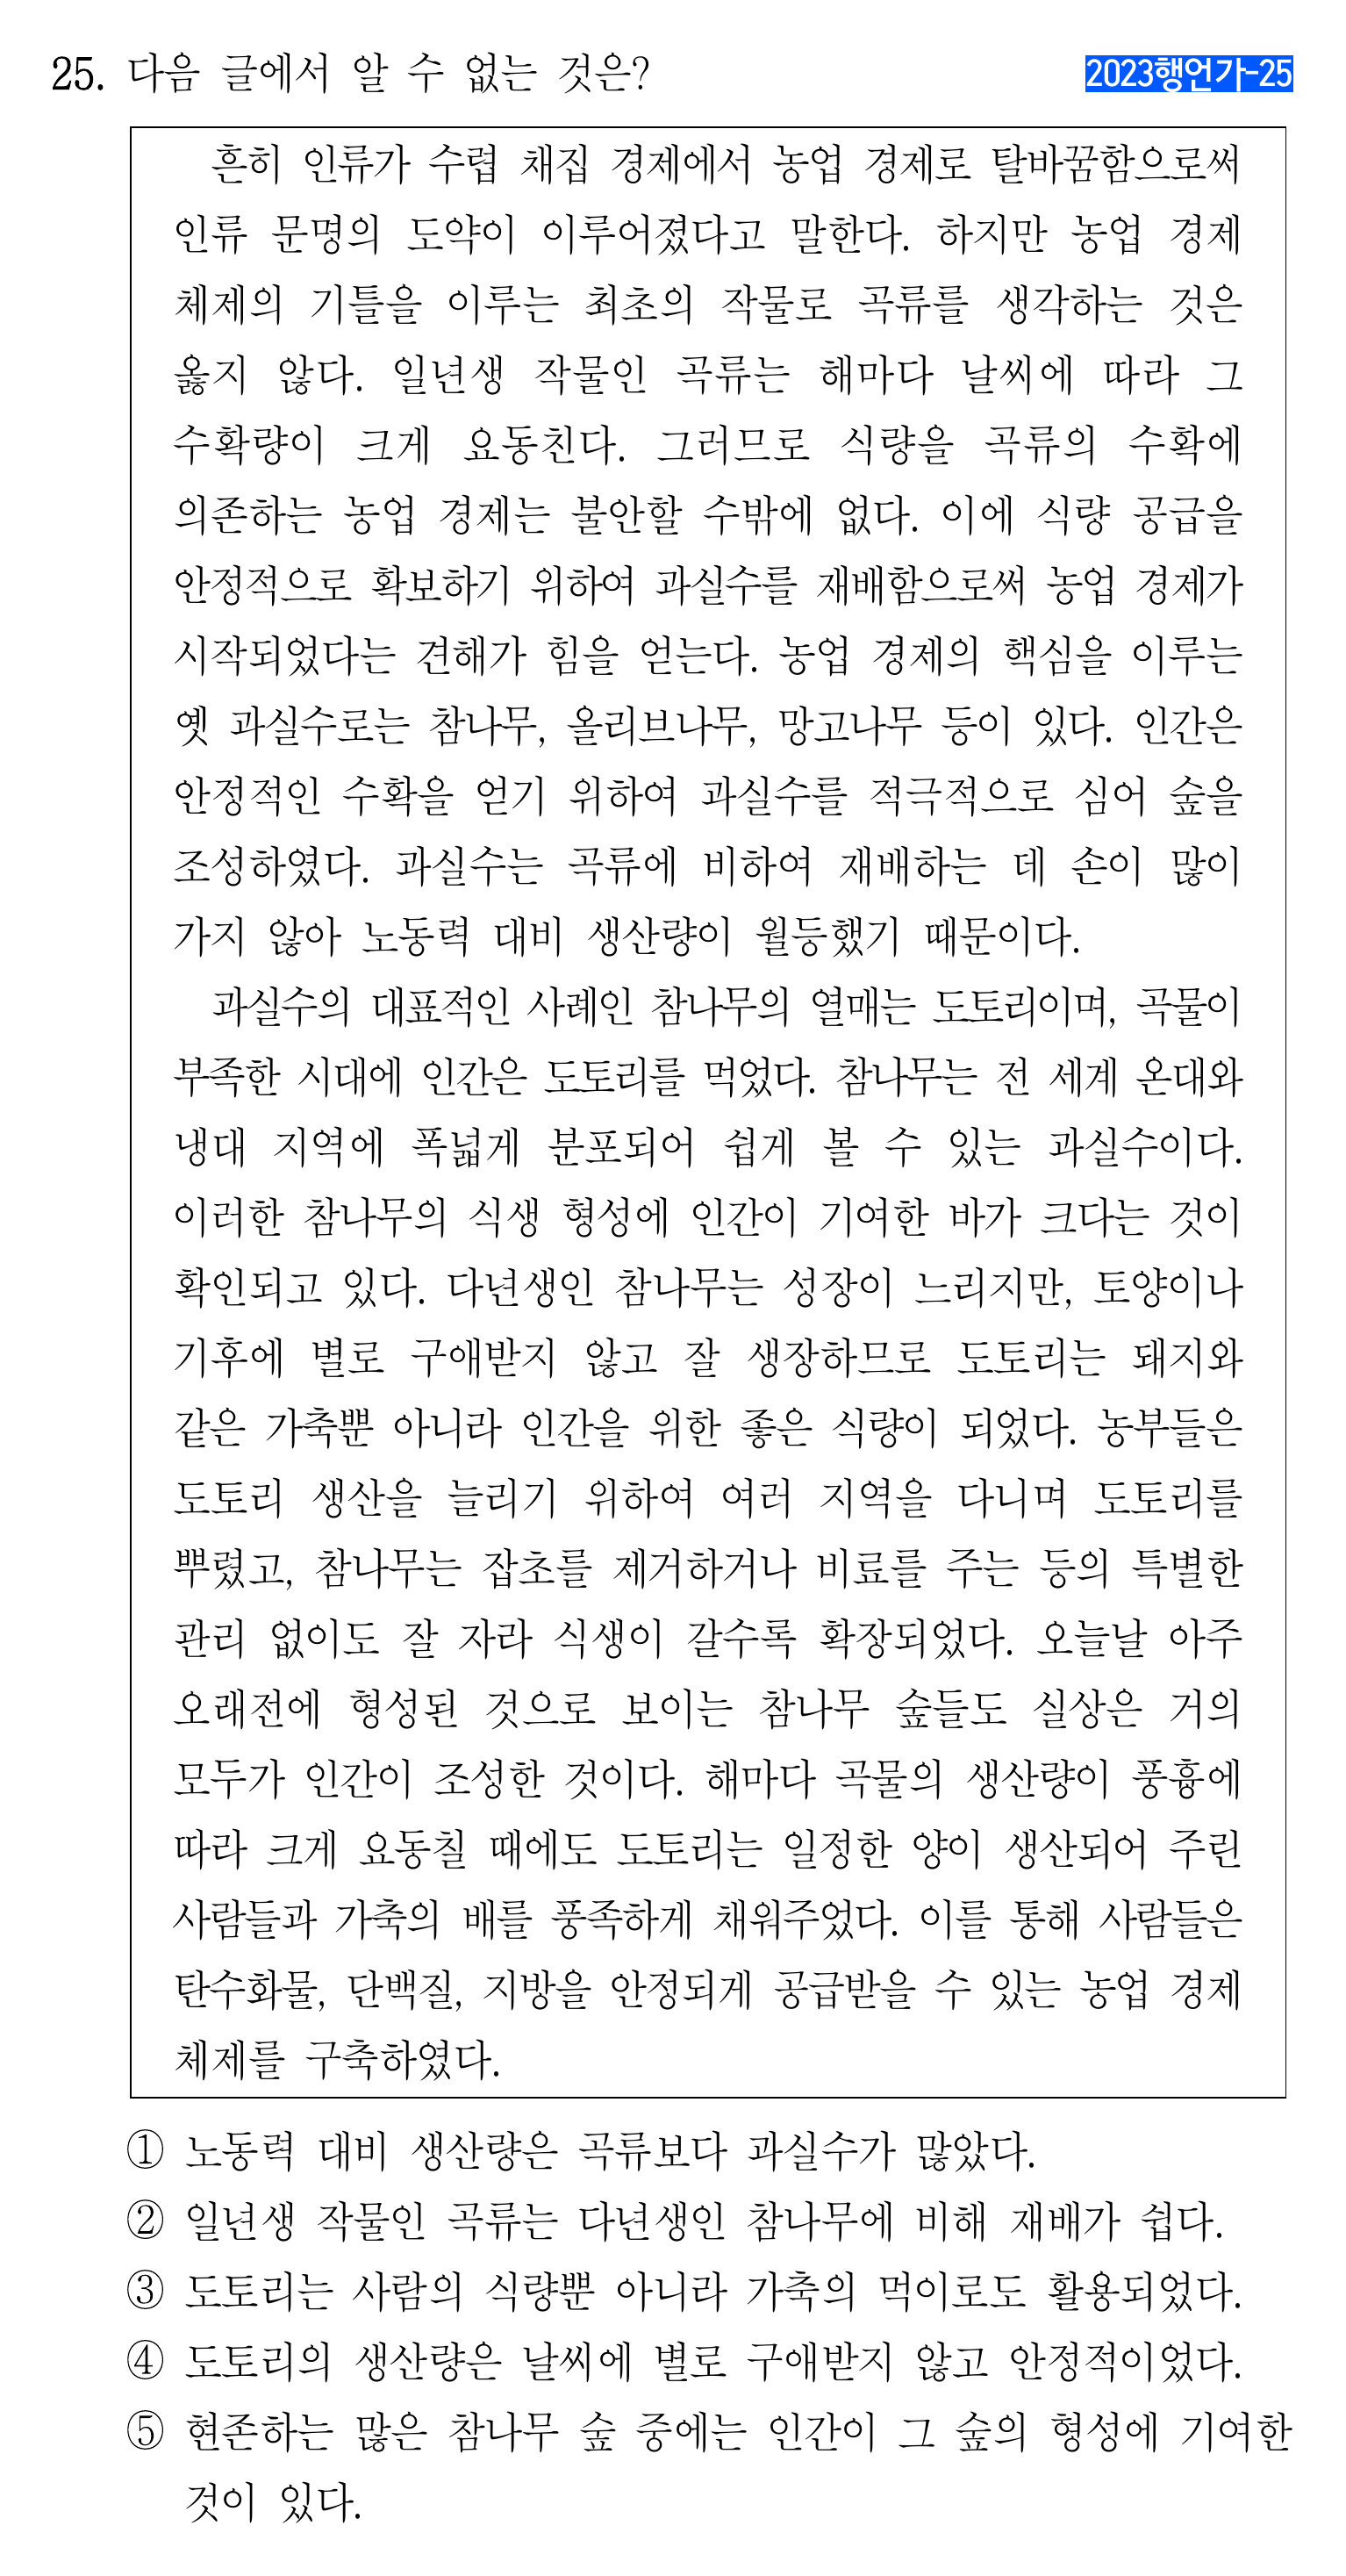 25. 다음 글에서 알 수 없는 것은?
2023행언가-25
흔히 인류가 수렵 채집 경제에서 농업 경제로 탈바꿈함으로써
인류 문명의 도약이 이루어졌다고 말한다. 하지만 농업 경제
체제의 기틀을 이루는 최초의 작물로 곡류를 생각하는 것은
옳지 않다. 일년생 작물인 곡류는 해마다 날씨에 따라 그
수확량이 크게 요동친다. 그러므로 식량을 곡류의 수확에
의존하는 농업 경제는 불안할 수밖에 없다. 이에 식량 공급을
안정적으로 확보하기 위하여 과실수를 재배함으로써 농업 경제가
시작되었다는 견해가 힘을 얻는다. 농업 경제의 핵심을 이루는
옛 과실수로는 참나무, 올리브나무, 망고나무 등이 있다. 인간은
안정적인 수확을 얻기 위하여 과실수를 적극적으로 심어 숲을
조성하였다. 과실수는 곡류에 비하여 재배하는 데 손이 많이
가지 않아 노동력 대비 생산량이 월등했기 때문이다.
과실수의 대표적인 사례인 참나무의 열매는 도토리이며, 곡물이
부족한 시대에 인간은 도토리를 먹었다. 참나무는 전 세계 온대와
냉대 지역에 폭넓게 분포되어 쉽게 볼 수 있는 과실수이다.
이러한 참나무의 식생 형성에 인간이 기여한 바가 크다는 것이
확인되고 있다. 다년생인 참나무는 성장이 느리지만, 토양이나
기후에 별로 구애받지 않고 잘 생장하므로 도토리는 돼지와
같은 가축뿐 아니라 인간을 위한 좋은 식량이 되었다. 농부들은
도토리 생산을 늘리기 위하여 여러 지역을 다니며 도토리를
뿌렸고, 참나무는 잡초를 제거하거나 비료를 주는 등의 특별한
관리 없이도 잘 자라 식생이 갈수록 확장되었다. 오늘날 아주
오래전에 형성된 것으로 보이는 참나무 숲들도 실상은 거의
모두가 인간이 조성한 것이다. 해마다 곡물의 생산량이 풍흉에
따라 크게 요동칠 때에도 도토리는 일정한 양이 생산되어 주린
사람들과 가축의 배를 풍족하게 채워주었다. 이를 통해 사람들은
탄수화물, 단백질, 지방을 안정되게 공급받을 수 있는 농업 경제
체제를 구축하였다.
① 노동력 대비 생산량은 곡류보다 과실수가 많았다.
② 일년생 작물인 곡류는 다년생인 참나무에 비해 재배가 쉽다.
③ 도토리는 사람의 식량뿐 아니라 가축의 먹이로도 활용되었다.
④ 도토리의 생산량은 날씨에 별로 구애받지 않고 안정적이었다.
⑤ 현존하는 많은 참나무 숲 중에는 인간이 그 숲의 형성에 기여한
것이 있다.